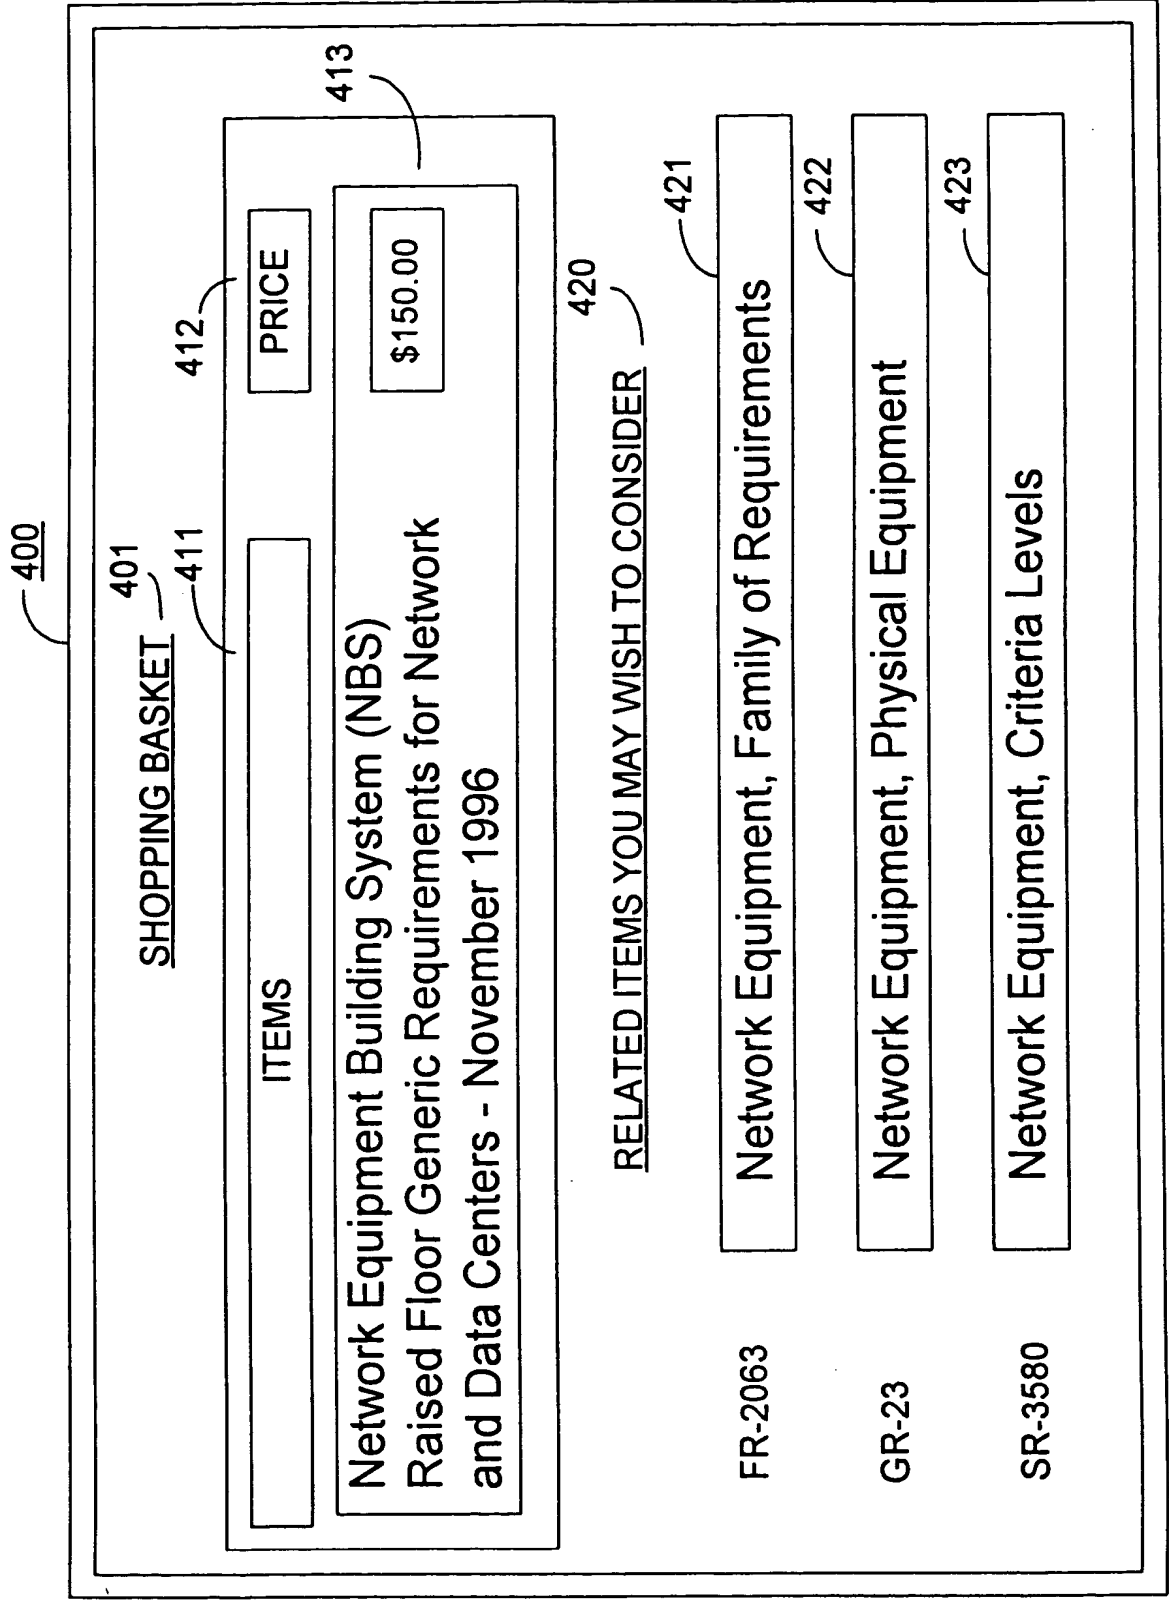 400
SHOPPING BASKET
401
411
412
ITEMS
PRICE
413
Network Equipment Building System (NBS)
Raised Floor Generic Requirements for Network
and Data Centers - November 1996
$150.00
420
RELATED ITEMS YOU MAY WISH TO CONSIDER
421
FR-2063
Network Equipment, Family of Requirements
422
GR-23
Network Equipment, Physical Equipment
423
SR-3580
Network Equipment, Criteria Levels